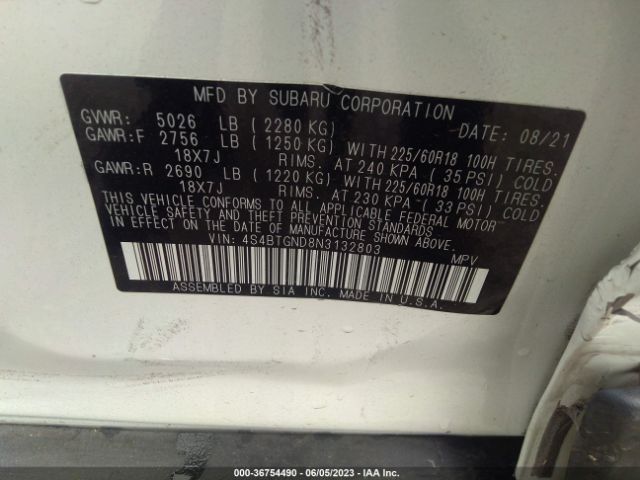 MFD BY SUBARU CORPORATION
GVWR: 5026 LB (2280 KG) DATE: 08/21
GAWR:F 2756 LB (1250 KG) WITH 225/60R18 100H TIRES.
18X7J RIMS. AT 240 KPA (35 PSI) COLD
GAWR:R 2690 LB (1220 KG) WITH 225/60R18 100H TIRES.
18X7J RIMS. AT 230 KPA (33 PSI) COLD
THIS VEHICLE CONFORMS TO ALL APPLICABLE FEDERAL MOTOR
VEHICLE SAFETY AND THEFT PREVENTION STANDARDS
IN EFFECT ON THE DATE OF MANUFACTURE SHOWN ABOVE.
VIN: 4S4BTGND8N3132803 MPV
ASSEMBLED BY SIA INC. MADE IN U.S.A.
000-36754490 - 06/05/2023 - IAA Inc.